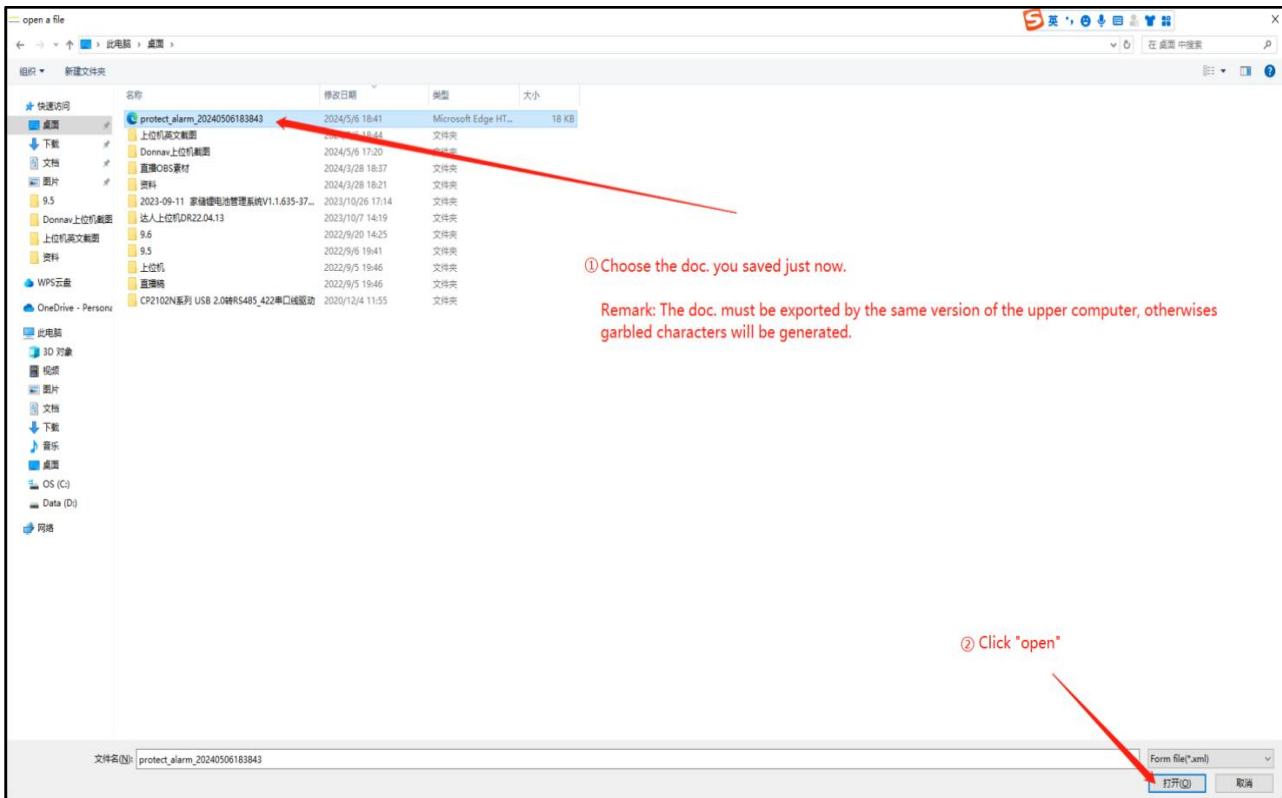 open a file
英
此电脑 › 桌面 ›
在 桌面 中搜索
组织 新建文件夹
名称 修改日期 类型 大小
快速访问
桌面
下载
文档
图片
9.5
Donnav上位机截图
上位机英文截图
资料
WPS云盘
OneDrive - Persona
此电脑
3D 对象
视频
图片
文档
下载
音乐
桌面
OS (C:)
Data (D:)
网络
protect_alarm_20240506183843 2024/5/6 18:41 Microsoft Edge HT... 18 KB
上位机英文截图 18:44 文件夹
Donnav上位机截图 2024/5/6 17:20
直播OBS素材 2024/3/28 18:37 文件夹
资料 2024/3/28 18:21 文件夹
2023-09-11 家储锂电池管理系统V1.1.635-37... 2023/10/26 17:14 文件夹
达人上位机DR22.04.13 2023/10/7 14:19 文件夹
9.6 2022/9/20 14:25 文件夹
9.5 2022/9/6 19:41 文件夹
上位机 2022/9/5 19:46 文件夹
直播稿 2022/9/5 19:46 文件夹
CP2102N系列 USB 2.0转RS485_422串口线驱动 2020/12/4 11:55 文件夹
①Choose the doc. you saved just now.
Remark: The doc. must be exported by the same version of the upper computer, otherwises
garbled characters will be generated.
② Click "open"
文件名(N): protect_alarm_20240506183843 Form file(*.xml)
打开(O) 取消